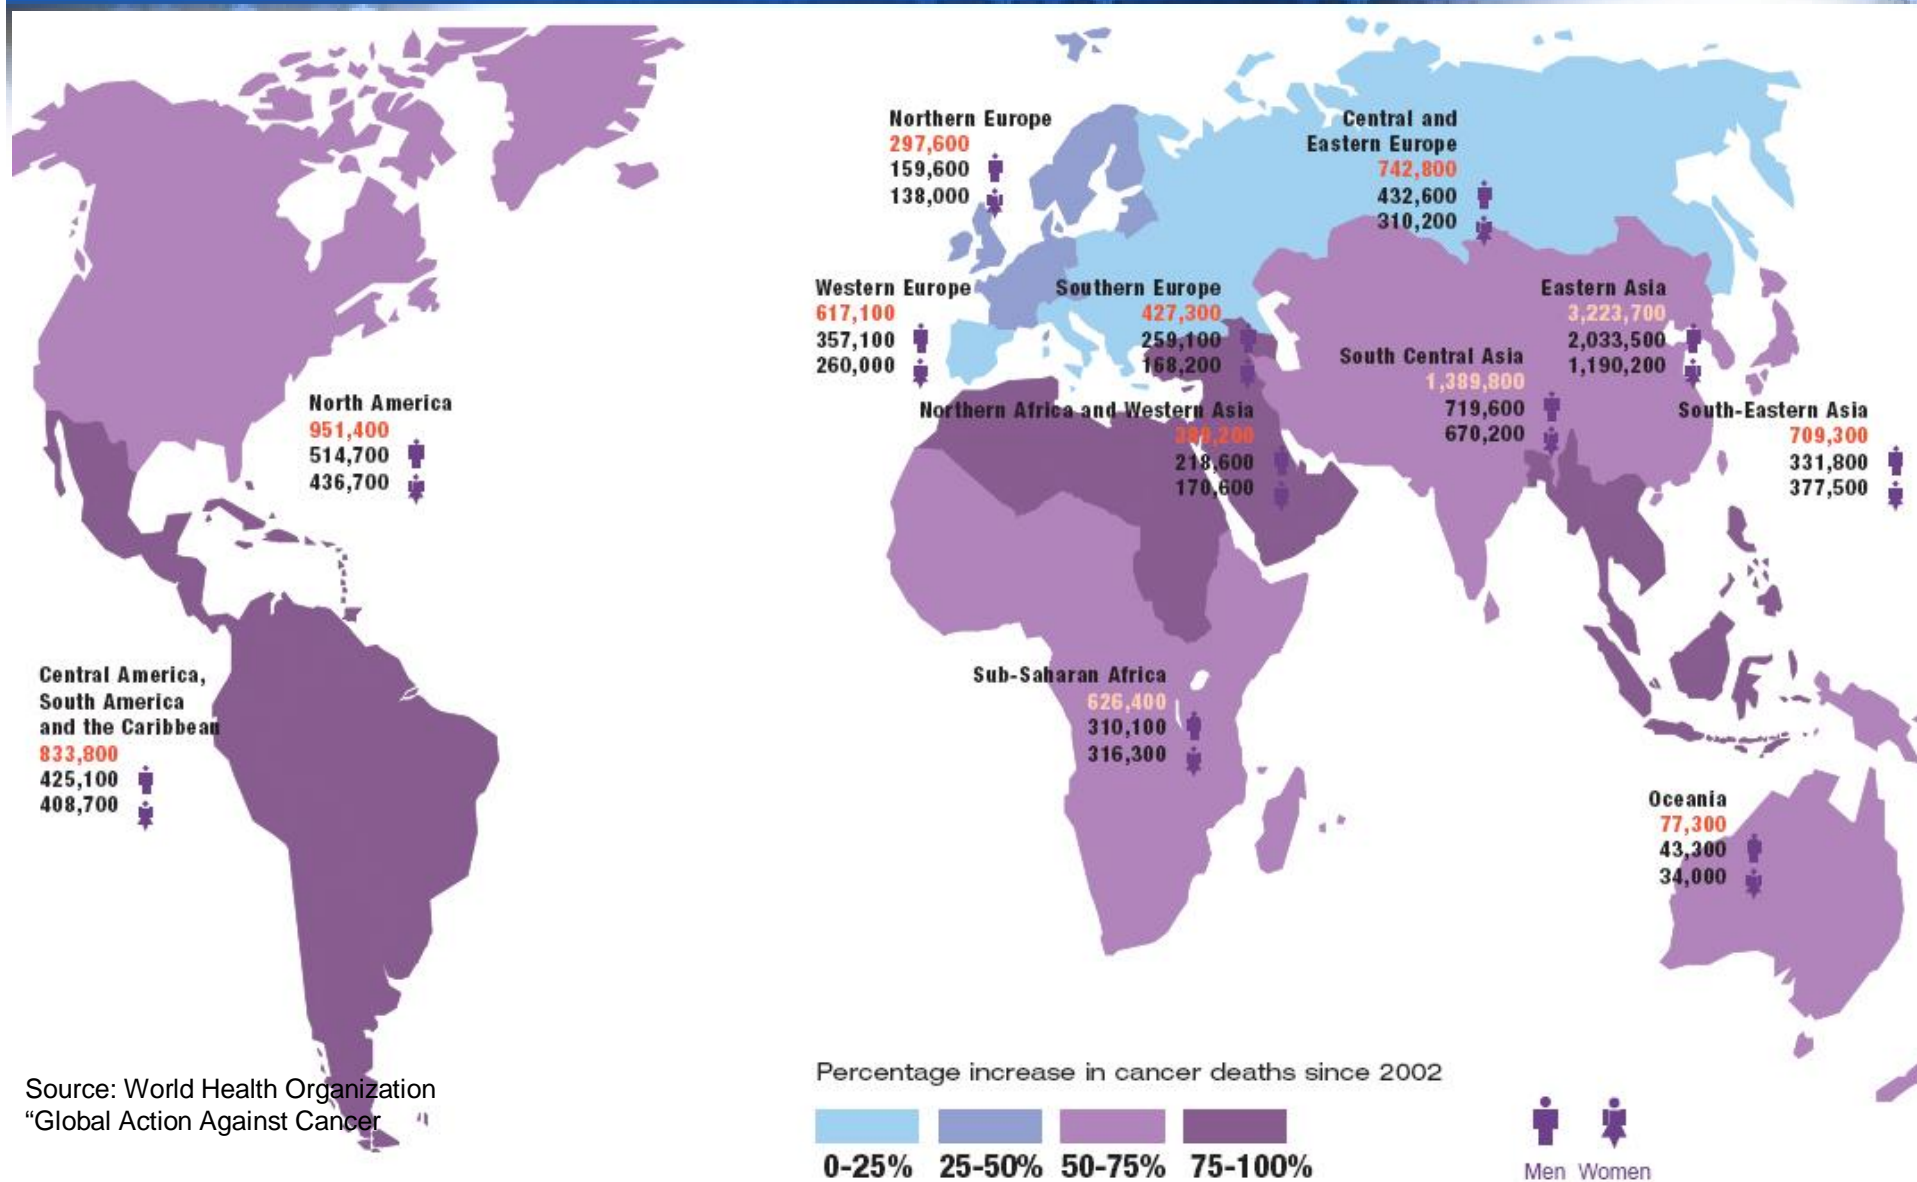 Northern Europe
297,600
159,600
138,000
Central and
Eastern Europe
742,800
432,600
310,200
Western Europe
617,100
357,100
260,000
Southern Europe
427,300
259,100
168,200
Eastern Asia
3,223,700
2,033,500
1,190,200
South Central Asia
1,389,800
719,600
670,200
North America
951,400
514,700
436,700
Northern Africa and Western Asia
389,200
218,600
170,600
South-Eastern Asia
709,300
331,800
377,500
Central America,
South America
and the Caribbean
833,800
425,100
408,700
Sub-Saharan Africa
626,400
310,100
316,300
Oceania
77,300
43,300
34,000
Source: World Health Organization
“Global Action Against Cancer
Percentage increase in cancer deaths since 2002
0-25% 25-50% 50-75% 75-100%
Men Women